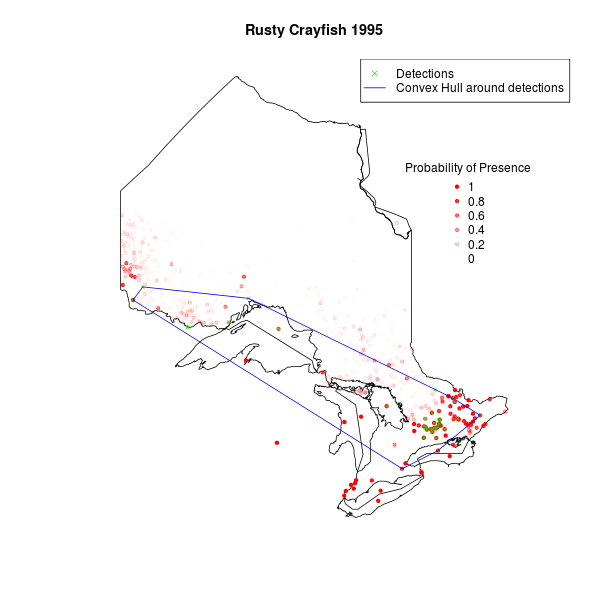 Rusty Crayfish 1995
Detections
Convex Hull around detections
Probability of Presence
1
0.8
0.6
0.4
0.2
0